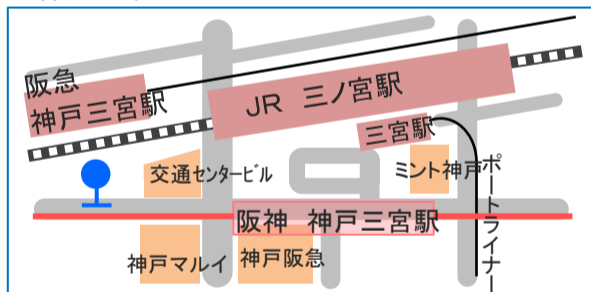 阪急
神戸三宮駅
JR 三ノ宮駅
三宮駅
交通センタービル
ミント神戸
ポートライナー
阪神 神戸三宮駅
神戸マルイ
神戸阪急